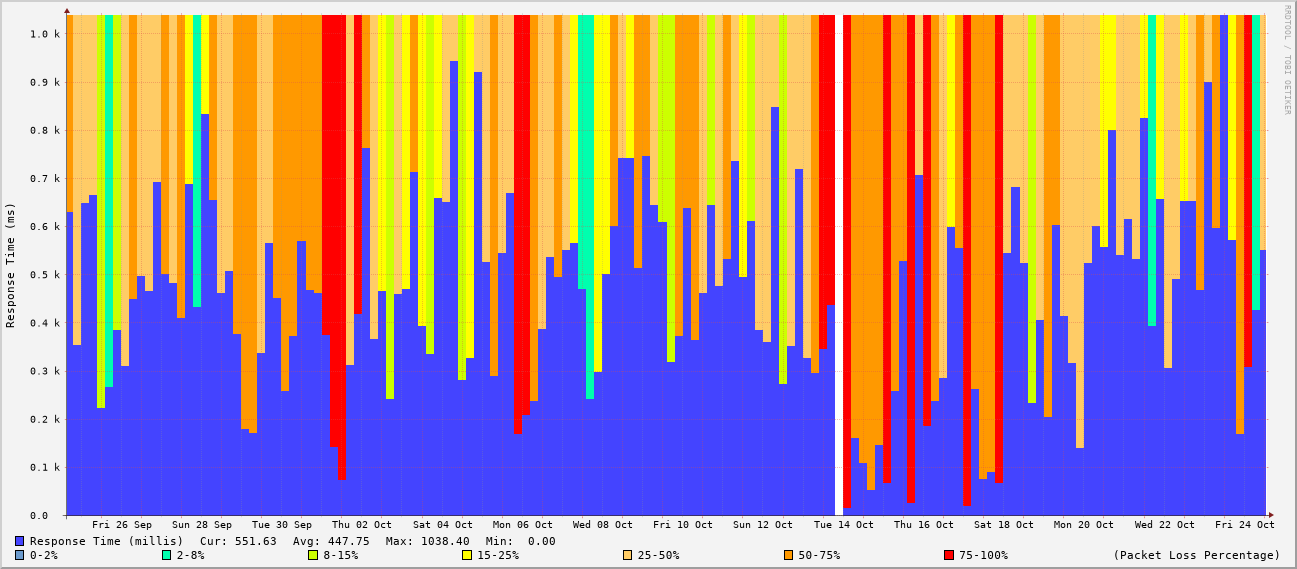 RRDTOOL / TOBI OETIKER
Response Time (ms)
1.0 k
0.9 k
0.8 k
0.7 k
0.6 k
0.5 k
0.4 k
0.3 k
0.2 k
0.1 k
0.0
Fri 26 Sep Sun 28 Sep Tue 30 Sep Thu 02 Oct Sat 04 Oct Mon 06 Oct Wed 08 Oct Fri 10 Oct Sun 12 Oct Tue 14 Oct Thu 16 Oct Sat 18 Oct Mon 20 Oct Wed 22 Oct Fri 24 Oct
Response Time (millis) Cur: 551.63 Avg: 447.75 Max: 1038.40 Min: 0.00
0-2% 2-8% 8-15% 15-25% 25-50% 50-75% 75-100% (Packet Loss Percentage)